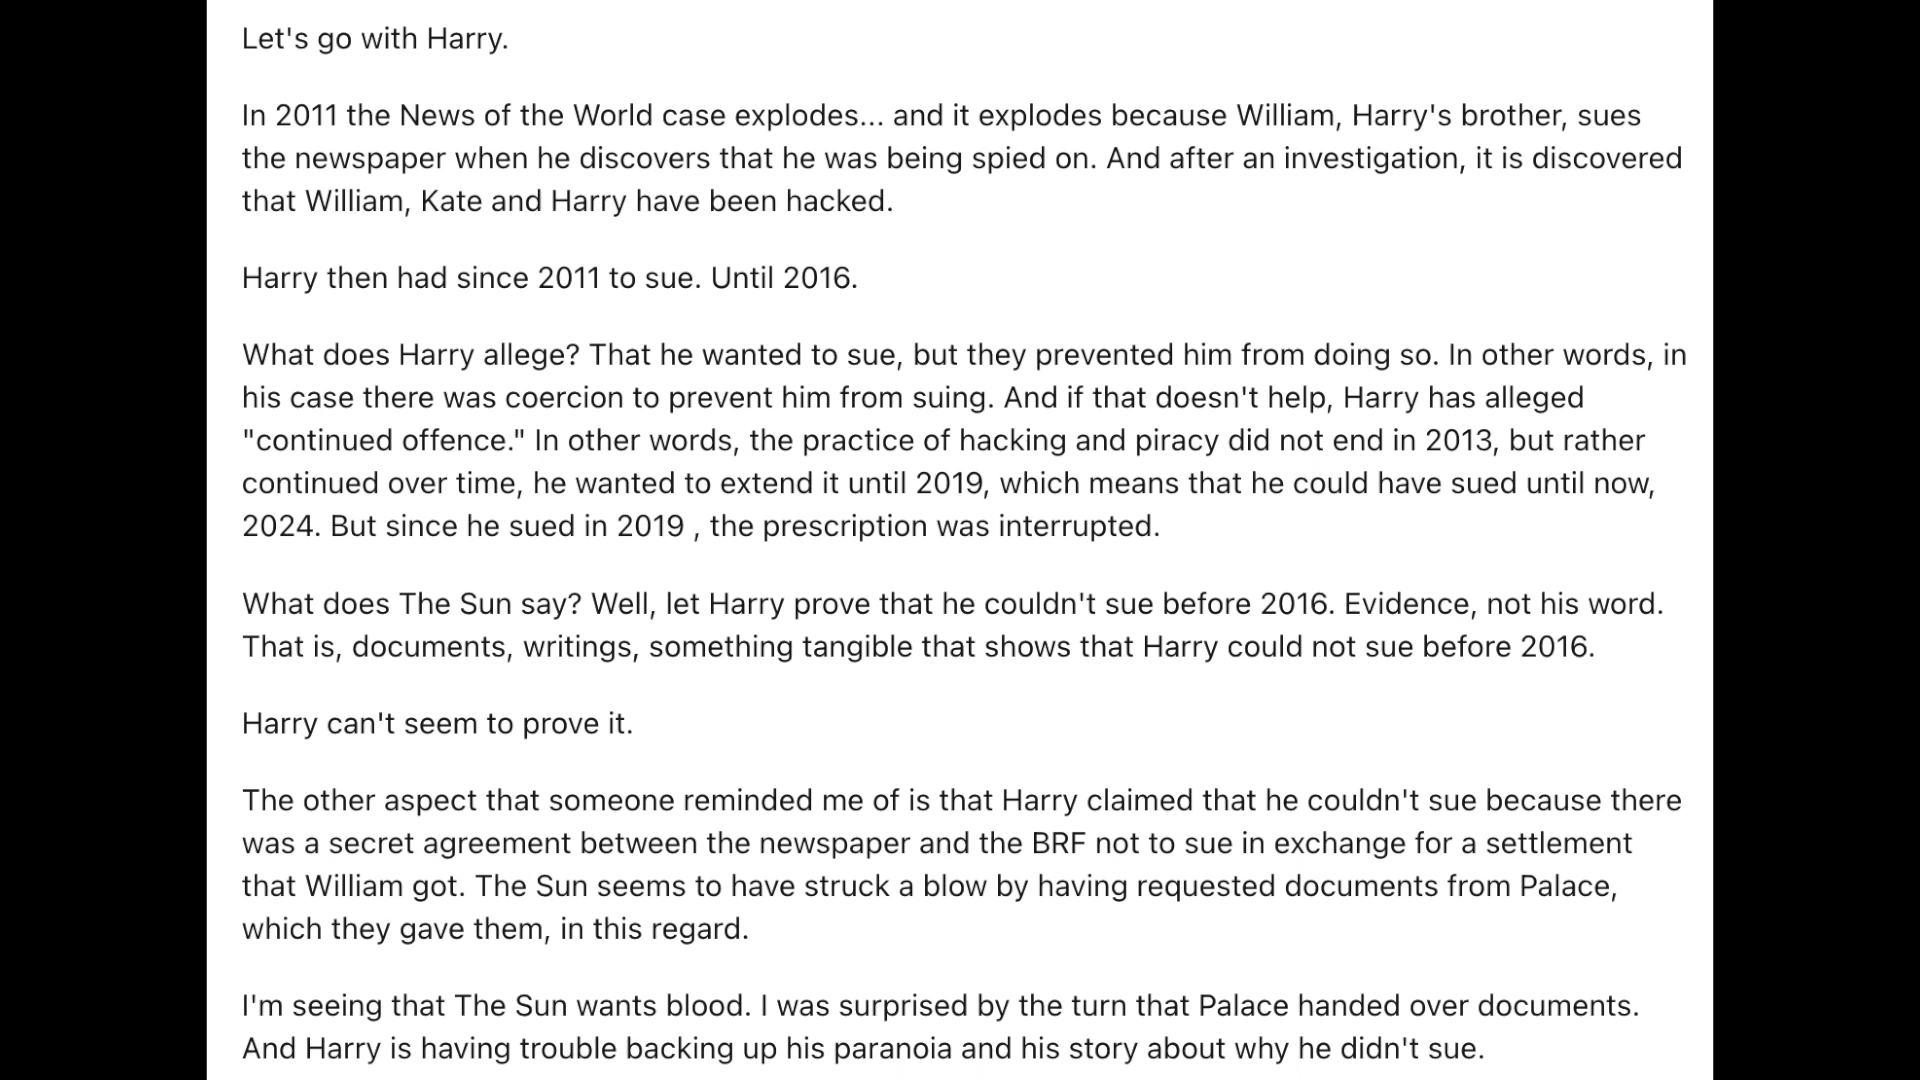 Let's go with Harry.
In 2011 the News of the World case explodes... and it explodes because William, Harry's brother, sues
the newspaper when he discovers that he was being spied on. And after an investigation, it is discovered
that William, Kate and Harry have been hacked.
Harry then had since 2011 to sue. Until 2016.
What does Harry allege? That he wanted to sue, but they prevented him from doing so. In other words, in
his case there was coercion to prevent him from suing. And if that doesn't help, Harry has alleged
"continued offence." In other words, the practice of hacking and piracy did not end in 2013, but rather
continued over time, he wanted to extend it until 2019, which means that he could have sued until now,
2024. But since he sued in 2019 , the prescription was interrupted.
What does The Sun say? Well, let Harry prove that he couldn't sue before 2016. Evidence, not his word.
That is, documents, writings, something tangible that shows that Harry could not sue before 2016.
Harry can't seem to prove it.
The other aspect that someone reminded me of is that Harry claimed that he couldn't sue because there
was a secret agreement between the newspaper and the BRF not to sue in exchange for a settlement
that William got. The Sun seems to have struck a blow by having requested documents from Palace,
which they gave them, in this regard.
I'm seeing that The Sun wants blood. I was surprised by the turn that Palace handed over documents.
And Harry is having trouble backing up his paranoia and his story about why he didn't sue.